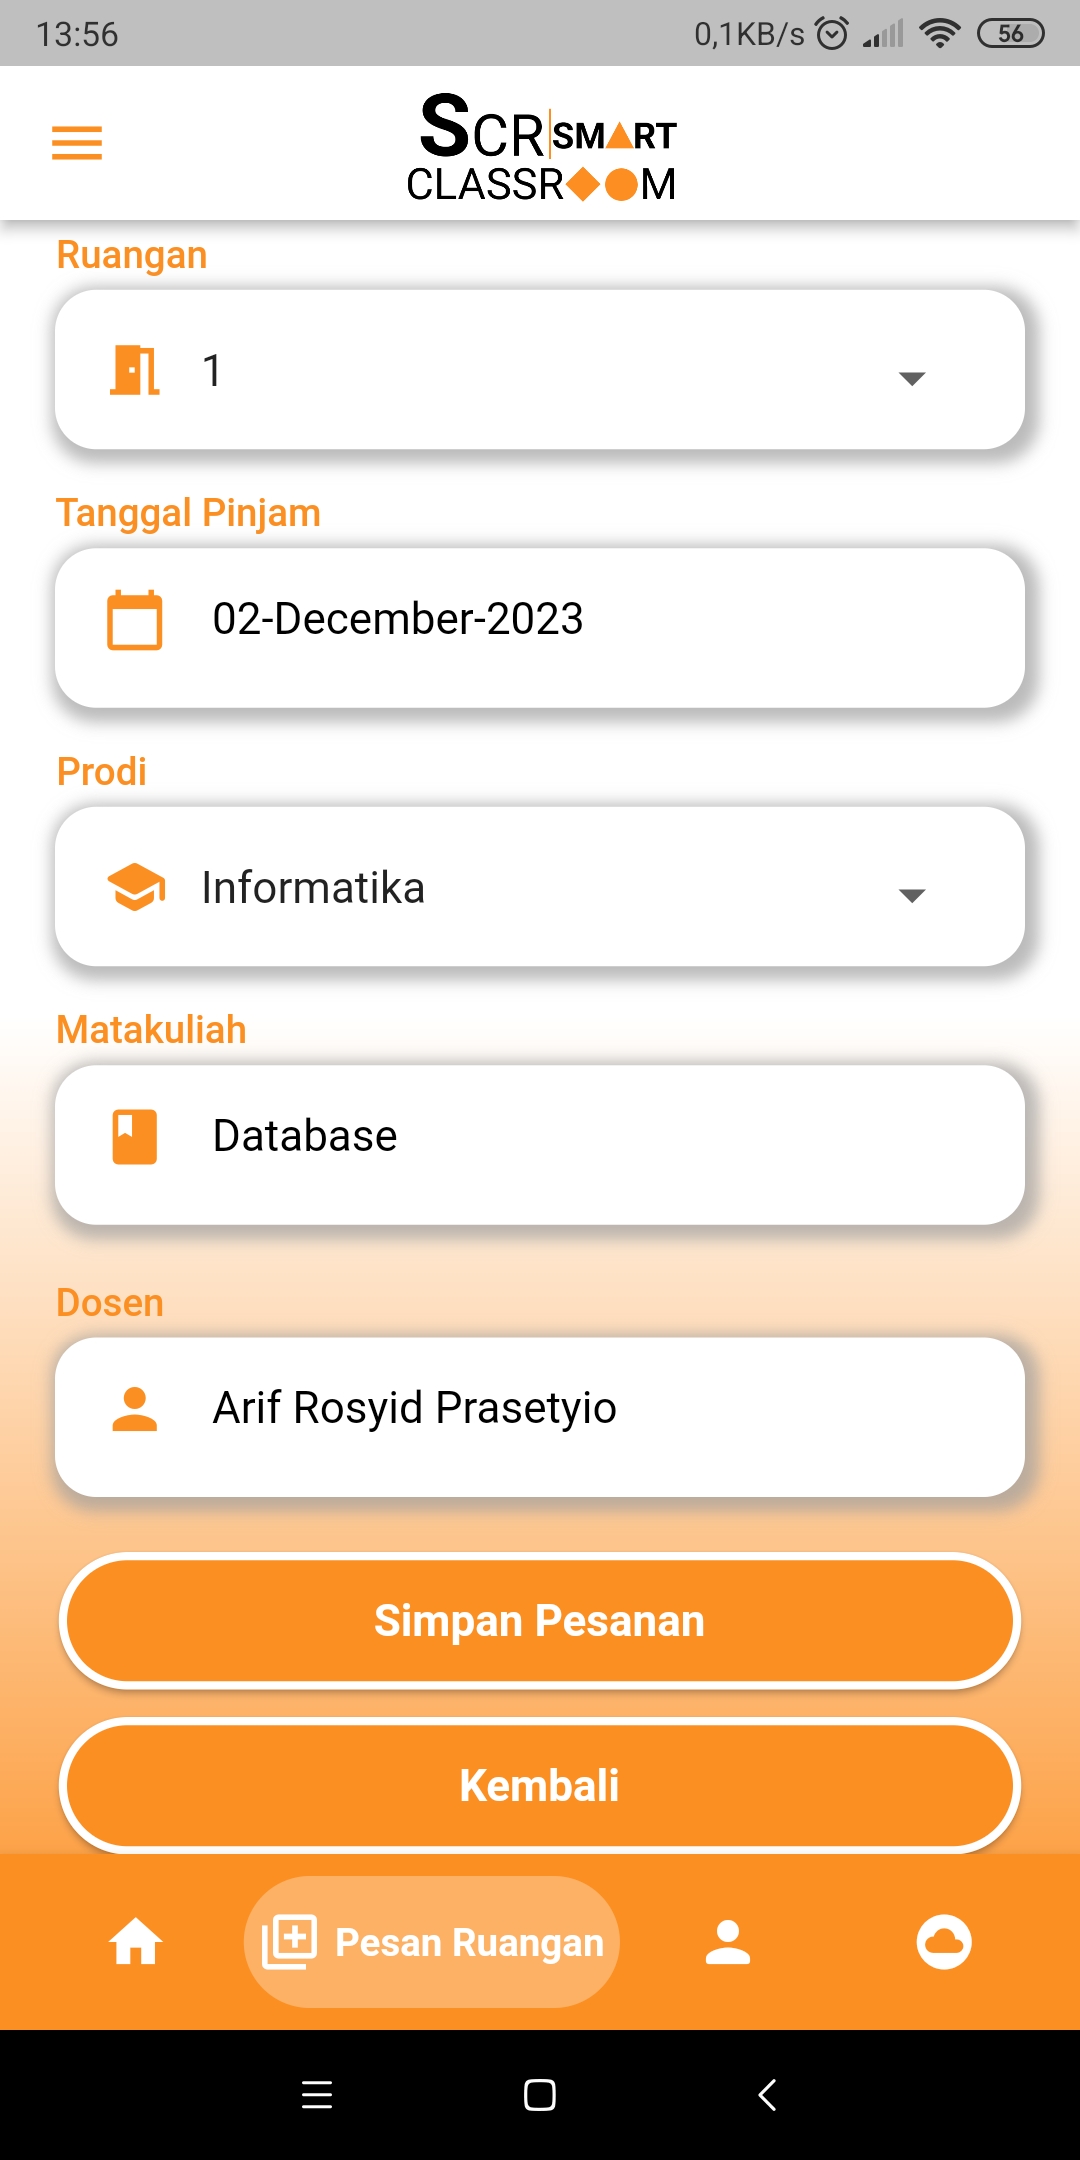 13:56 0,1KB/s 56
SCR SMART
CLASSROOM
Ruangan
1
Tanggal Pinjam
02-December-2023
Prodi
Informatika
Matakuliah
Database
Dosen
Arif Rosyid Prasetyio
Simpan Pesanan
Kembali
Pesan Ruangan